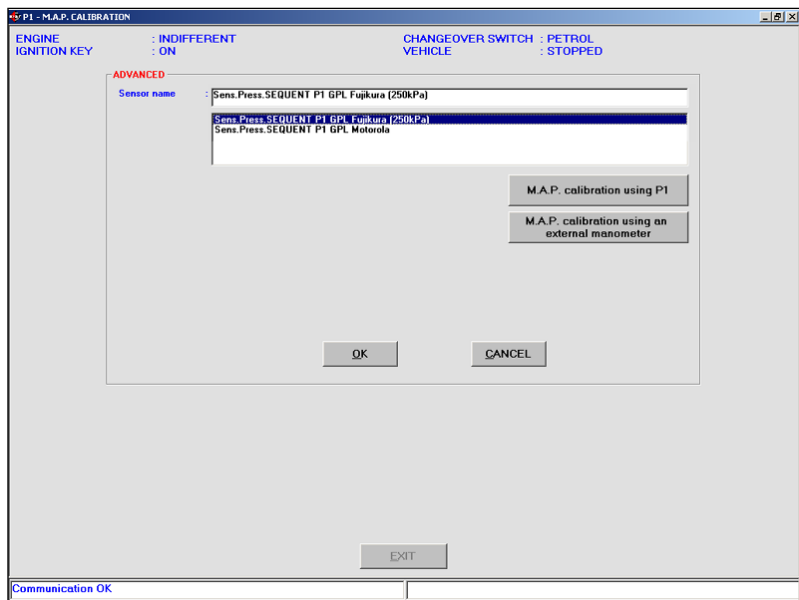 P1 - M.A.P. CALIBRATION
ENGINE : INDIFFERENT CHANGEOVER SWITCH : PETROL
IGNITION KEY : ON VEHICLE : STOPPED
ADVANCED
Sensor name : Sens.Press.SEQUENT P1 GPL Fujikura (250kPa)
Sens.Press.SEQUENT P1 GPL Fujikura (250kPa)
Sens.Press.SEQUENT P1 GPL Motorola
M.A.P. calibration using P1
M.A.P. calibration using an
external manometer
OK CANCEL
EXIT
Communication OK